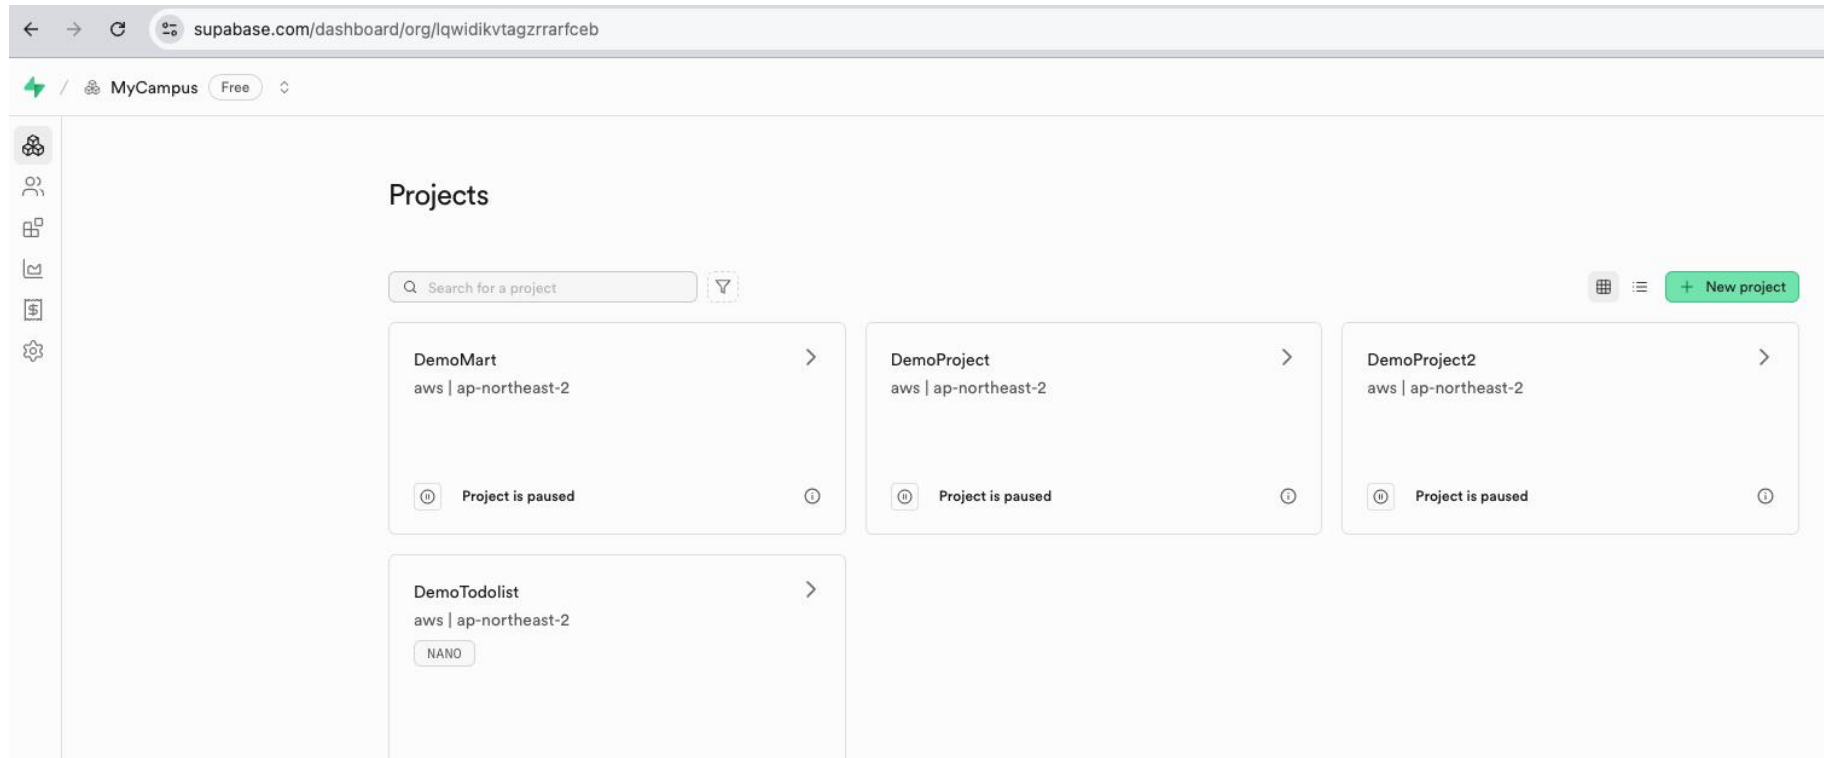 supabase.com/dashboard/org/lqwidikvtagzrrarfceb
/ MyCampus Free
Projects
Search for a project
+ New project
DemoMart
aws | ap-northeast-2
Project is paused
DemoProject
aws | ap-northeast-2
Project is paused
DemoProject2
aws | ap-northeast-2
Project is paused
DemoTodolist
aws | ap-northeast-2
NANO